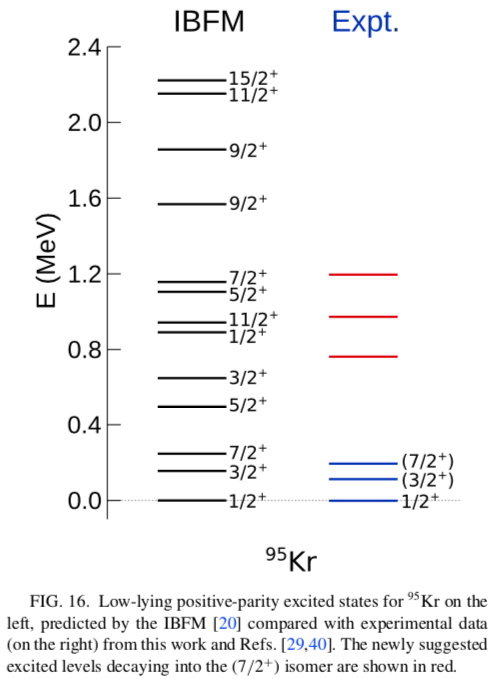 IBFM Expt.
2.4
15/2⁺
11/2⁺
2.0
9/2⁺
1.6
9/2⁺
E (MeV)
1.2
7/2⁺
5/2⁺
11/2⁺
1/2⁺
0.8
3/2⁺
5/2⁺
0.4
7/2⁺ (7/2⁺)
3/2⁺ (3/2⁺)
0.0 1/2⁺ 1/2⁺
⁹⁵Kr
FIG. 16. Low-lying positive-parity excited states for ⁹⁵Kr on the
left, predicted by the IBFM [20] compared with experimental data
(on the right) from this work and Refs. [29,40]. The newly suggested
excited levels decaying into the (7/2⁺) isomer are shown in red.